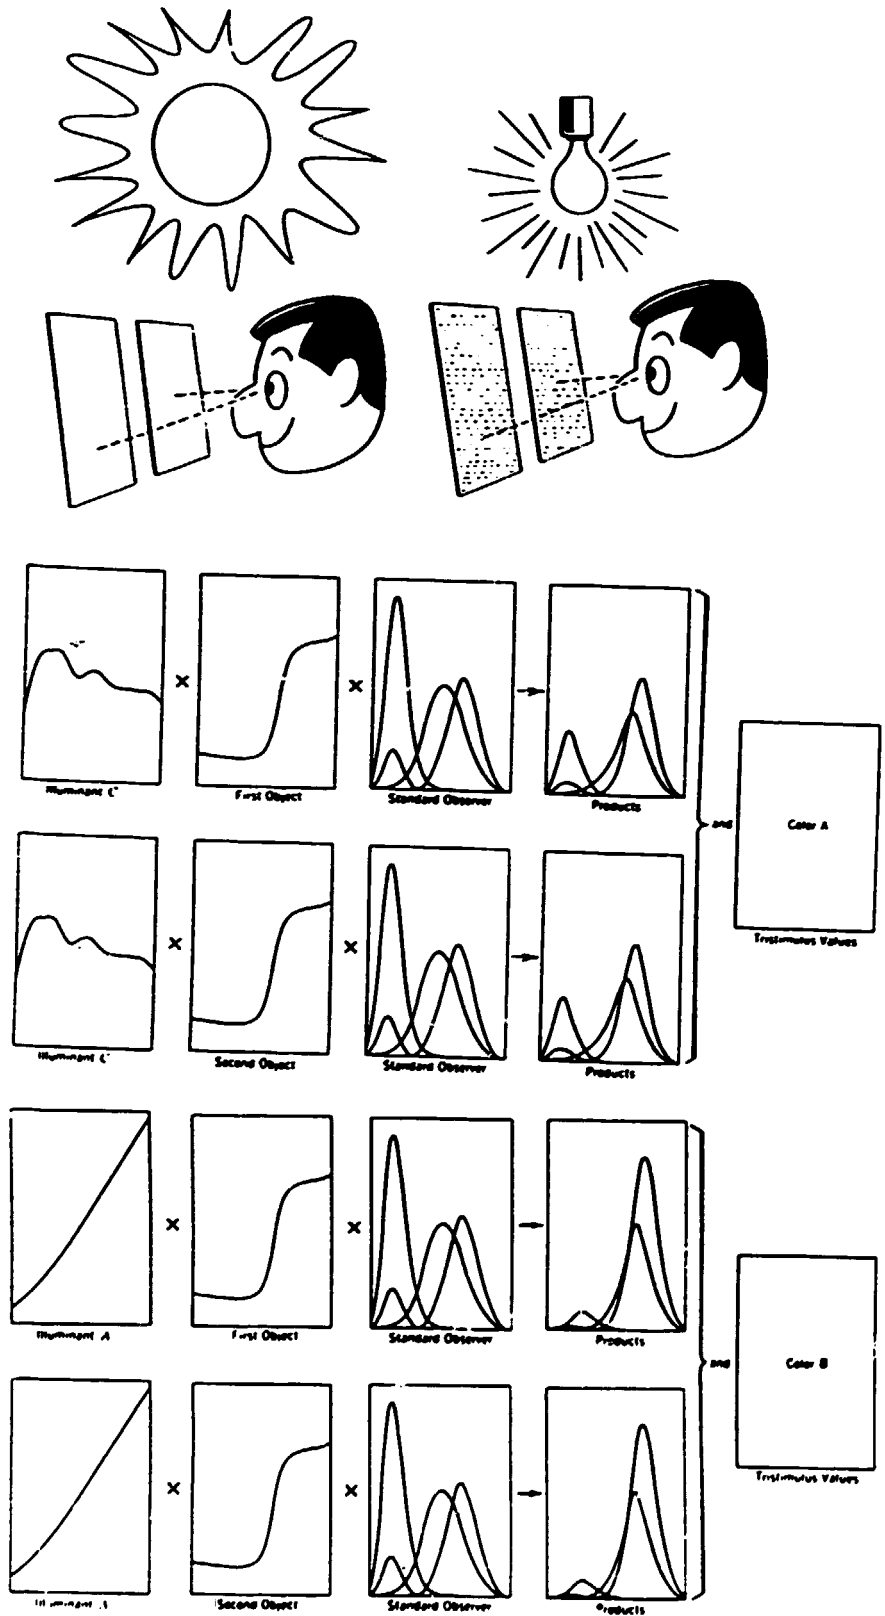 Illuminant C
×
First Object
×
Standard Observer
Products
Illuminant C
×
Second Object
×
Standard Observer
Products
and
Color A
Tristimulus Values
Illuminant A
×
First Object
×
Standard Observer
Products
Illuminant A
×
Second Object
×
Standard Observer
Products
and
Color B
Tristimulus Values